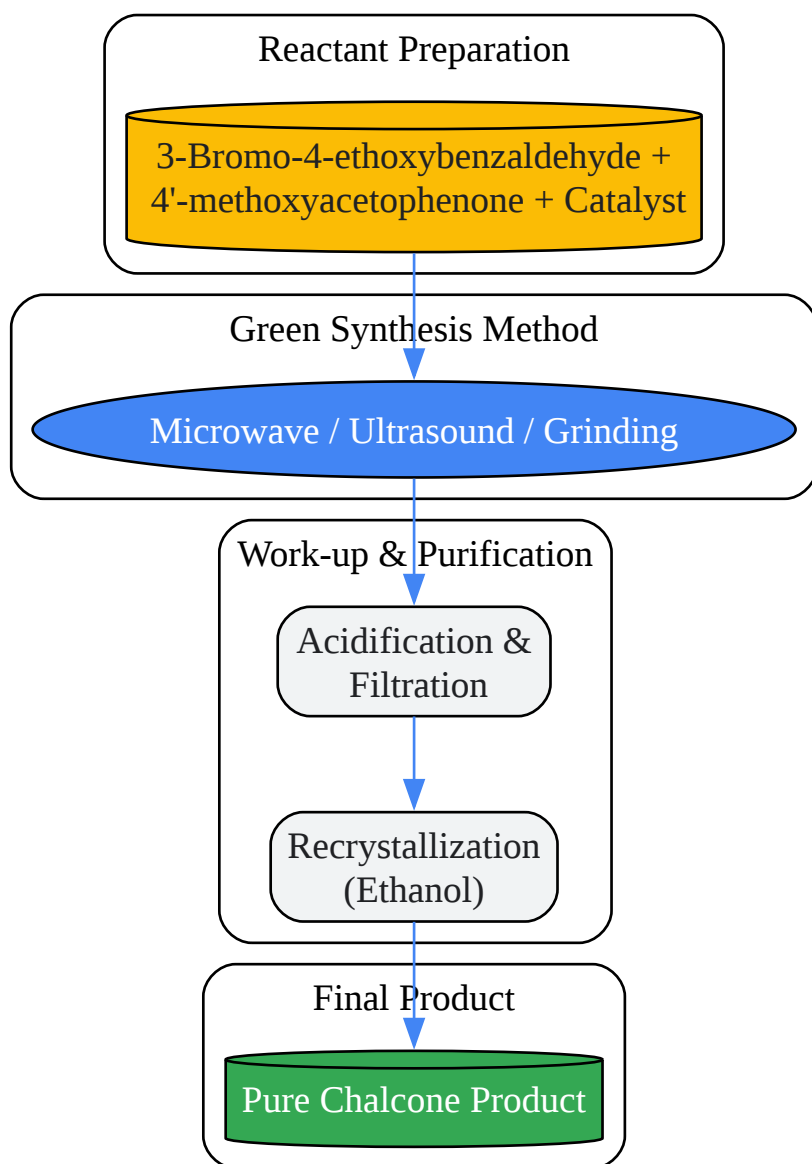 Reactant Preparation
3-Bromo-4-ethoxybenzaldehyde +
4'-methoxyacetophenone + Catalyst
Green Synthesis Method
Microwave / Ultrasound / Grinding
Work-up & Purification
Acidification &
Filtration
Recrystallization
(Ethanol)
Final Product
Pure Chalcone Product